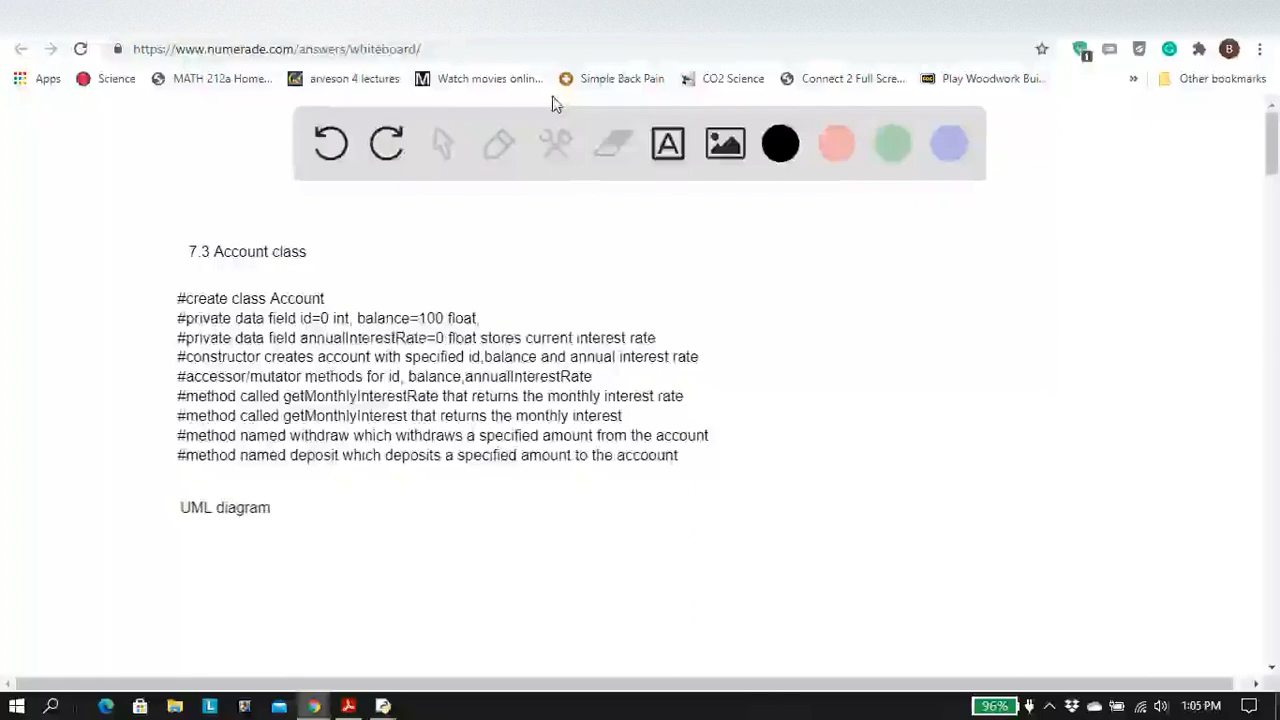 https://www.numerade.com/answers/whiteboard/
1
B
Apps Science MATH 212a Home... arveson 4 lectures Watch movies onlin... Simple Back Pain CO2 Science Connect 2 Full Scre... Play Woodwork Bui... » Other bookmarks
A
7.3 Account class
#create class Account
#private data field id=0 int, balance=100 float,
#private data field annualInterestRate=0 float stores current interest rate
#constructor creates account with specified id,balance and annual interest rate
#accessor/mutator methods for id, balance,annualInterestRate
#method called getMonthlyInterestRate that returns the monthly interest rate
#method called getMonthlyInterest that returns the monthly interest
#method named withdraw which withdraws a specified amount from the account
#method named deposit which deposits a specified amount to the accoount
UML diagram
96% 1:05 PM